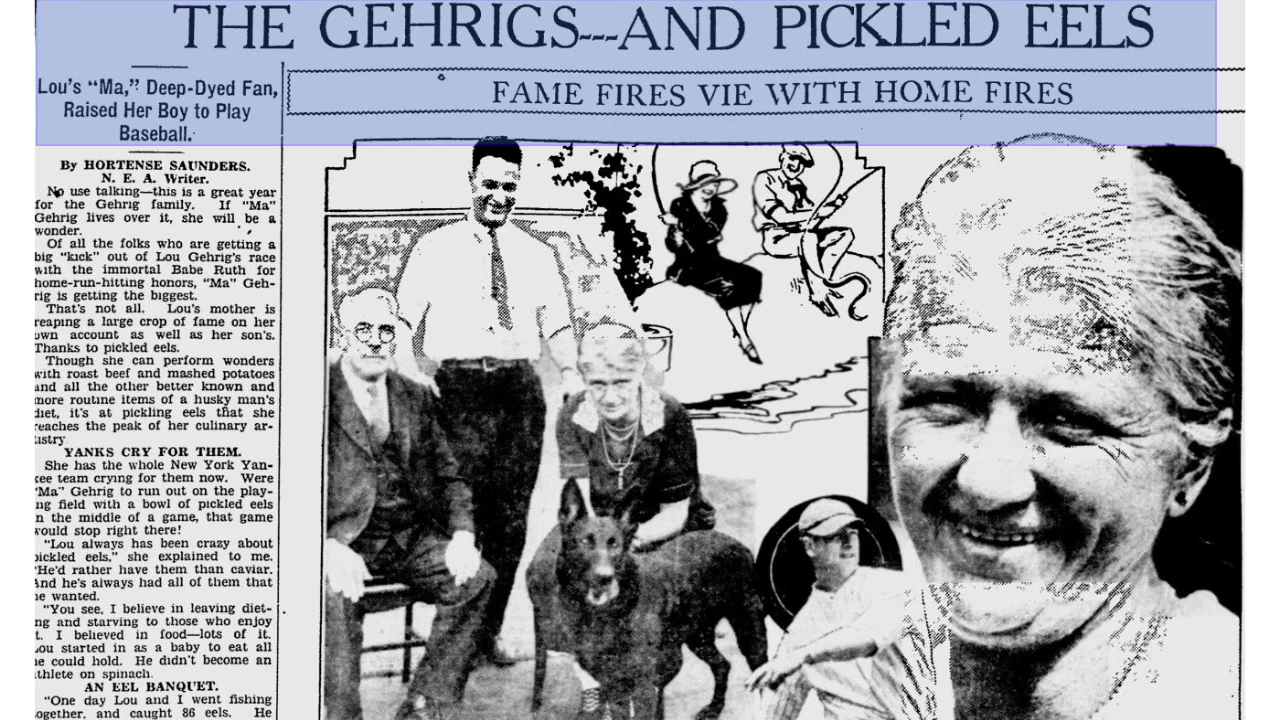 THE GEHRIGS---AND PICKLED EELS
FAME FIRES VIE WITH HOME FIRES
Lou's "Ma," Deep-Dyed Fan,
Raised Her Boy to Play
Baseball.
By HORTENSE SAUNDERS.
N. E. A. Writer.
No use talking—this is a great year
for the Gehrig family. If "Ma"
Gehrig lives over it, she will be a
wonder.
Of all the folks who are getting a
big "kick" out of Lou Gehrig's race
with the immortal Babe Ruth for
home-run-hitting honors, "Ma" Geh-
rig is getting the biggest.
That's not all. Lou's mother is
reaping a large crop of fame on her
own account as well as her son's.
Thanks to pickled eels.
Though she can perform wonders
with roast beef and mashed potatoes
and all the other better known and
more routine items of a husky man's
diet, it's at pickling eels that she
reaches the peak of her culinary ar-
tistry
YANKS CRY FOR THEM.
She has the whole New York Yan-
kee team crying for them now. Were
"Ma" Gehrig to run out on the play-
ing field with a bowl of pickled eels
in the middle of a game, that game
would stop right there!
"Lou always has been crazy about
pickled eels," she explained to me.
"He'd rather have them than caviar.
And he's always had all of them that
he wanted.
"You see, I believe in leaving diet-
ing and starving to those who enjoy
it. I believed in food—lots of it.
Lou started in as a baby to eat all
he could hold. He didn't become an
athlete on spinach.
AN EEL BANQUET.
"One day Lou and I went fishing
together, and caught 86 eels. He